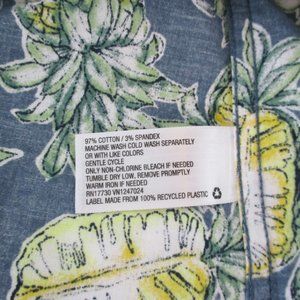 97% COTTON / 3% SPANDEX
MACHINE WASH COLD WASH SEPARATELY
OR WITH LIKE COLORS
GENTLE CYCLE
ONLY NON-CHLORINE BLEACH IF NEEDED
TUMBLE DRY LOW, REMOVE PROMPTLY
WARM IRON IF NEEDED
RN17730 VN1247024
LABEL MADE FROM 100% RECYCLED PLASTIC